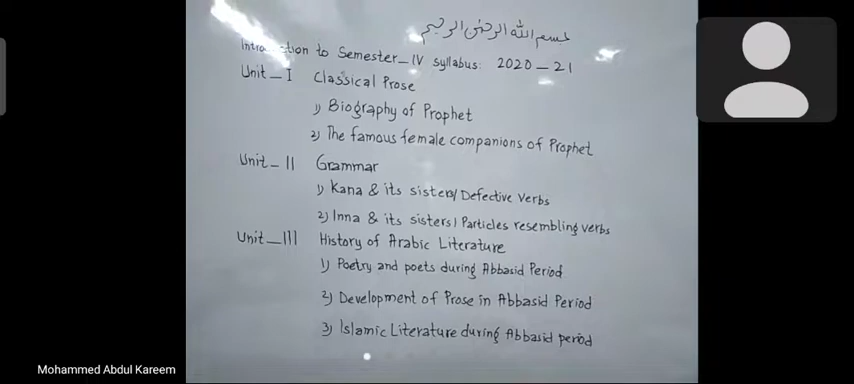 بسم الله الرحمن الرحيم
Introduction to Semester_IV syllabus: 2020 – 21
Unit_I Classical Prose
1) Biography of Prophet
2) The famous female companions of Prophet
Unit_II Grammar
1) Kana & its sisters/ Defective Verbs
2) Inna & its sisters/ Particles resembling verbs
Unit_III History of Arabic Literature
1) Poetry and poets during Abbasid Period
2) Development of Prose in Abbasid Period
3) Islamic Literature during Abbasid period
Mohammed Abdul Kareem